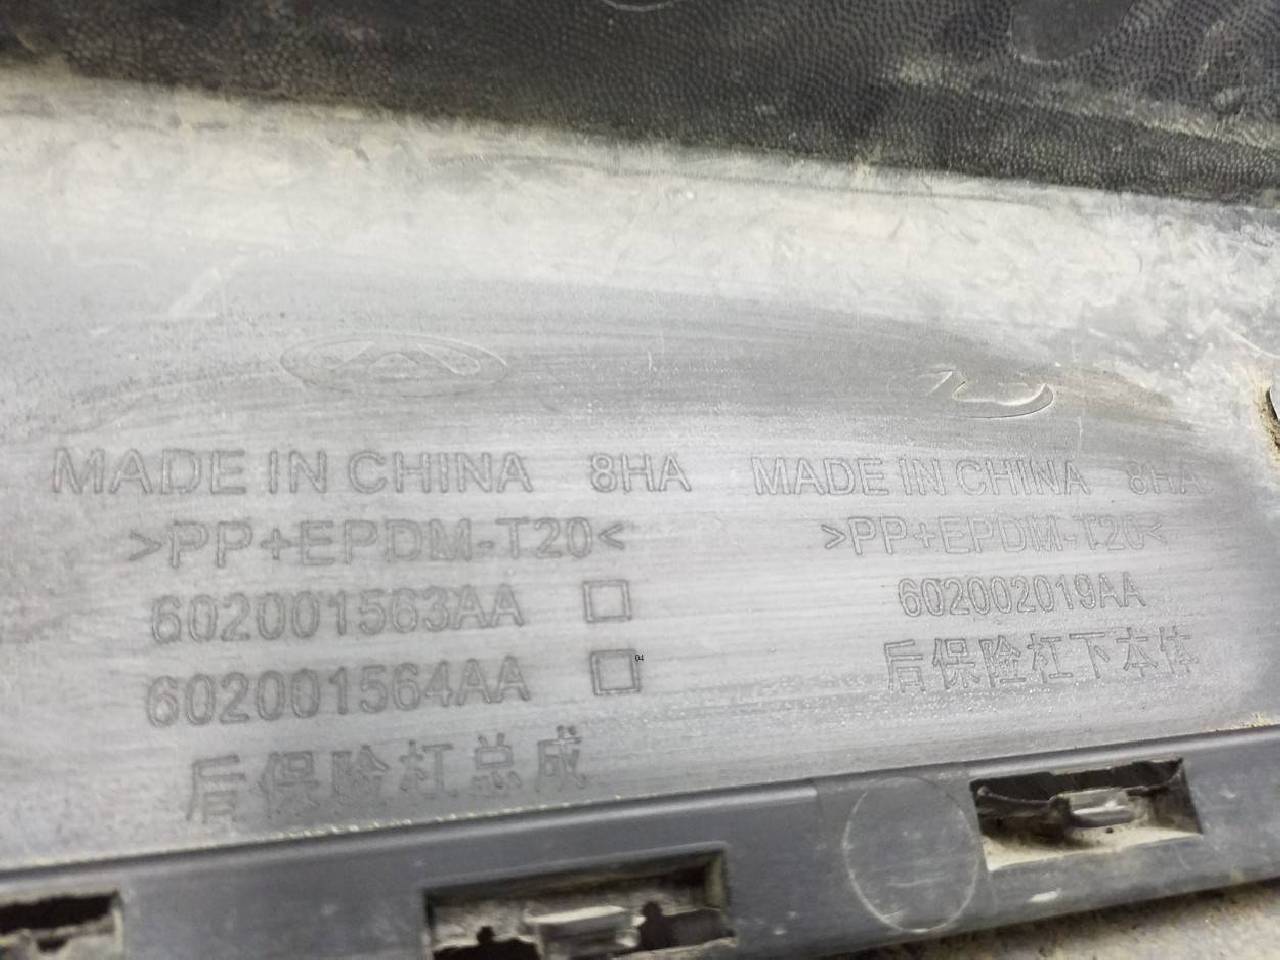 MADE IN CHINA 8HA
>PP+EPDM-T20<
602001563AA □
602001564AA □
后保险杠总成
MADE IN CHINA 8HA
>PP+EPDM-T20<
602002019AA
后保险杠下本体